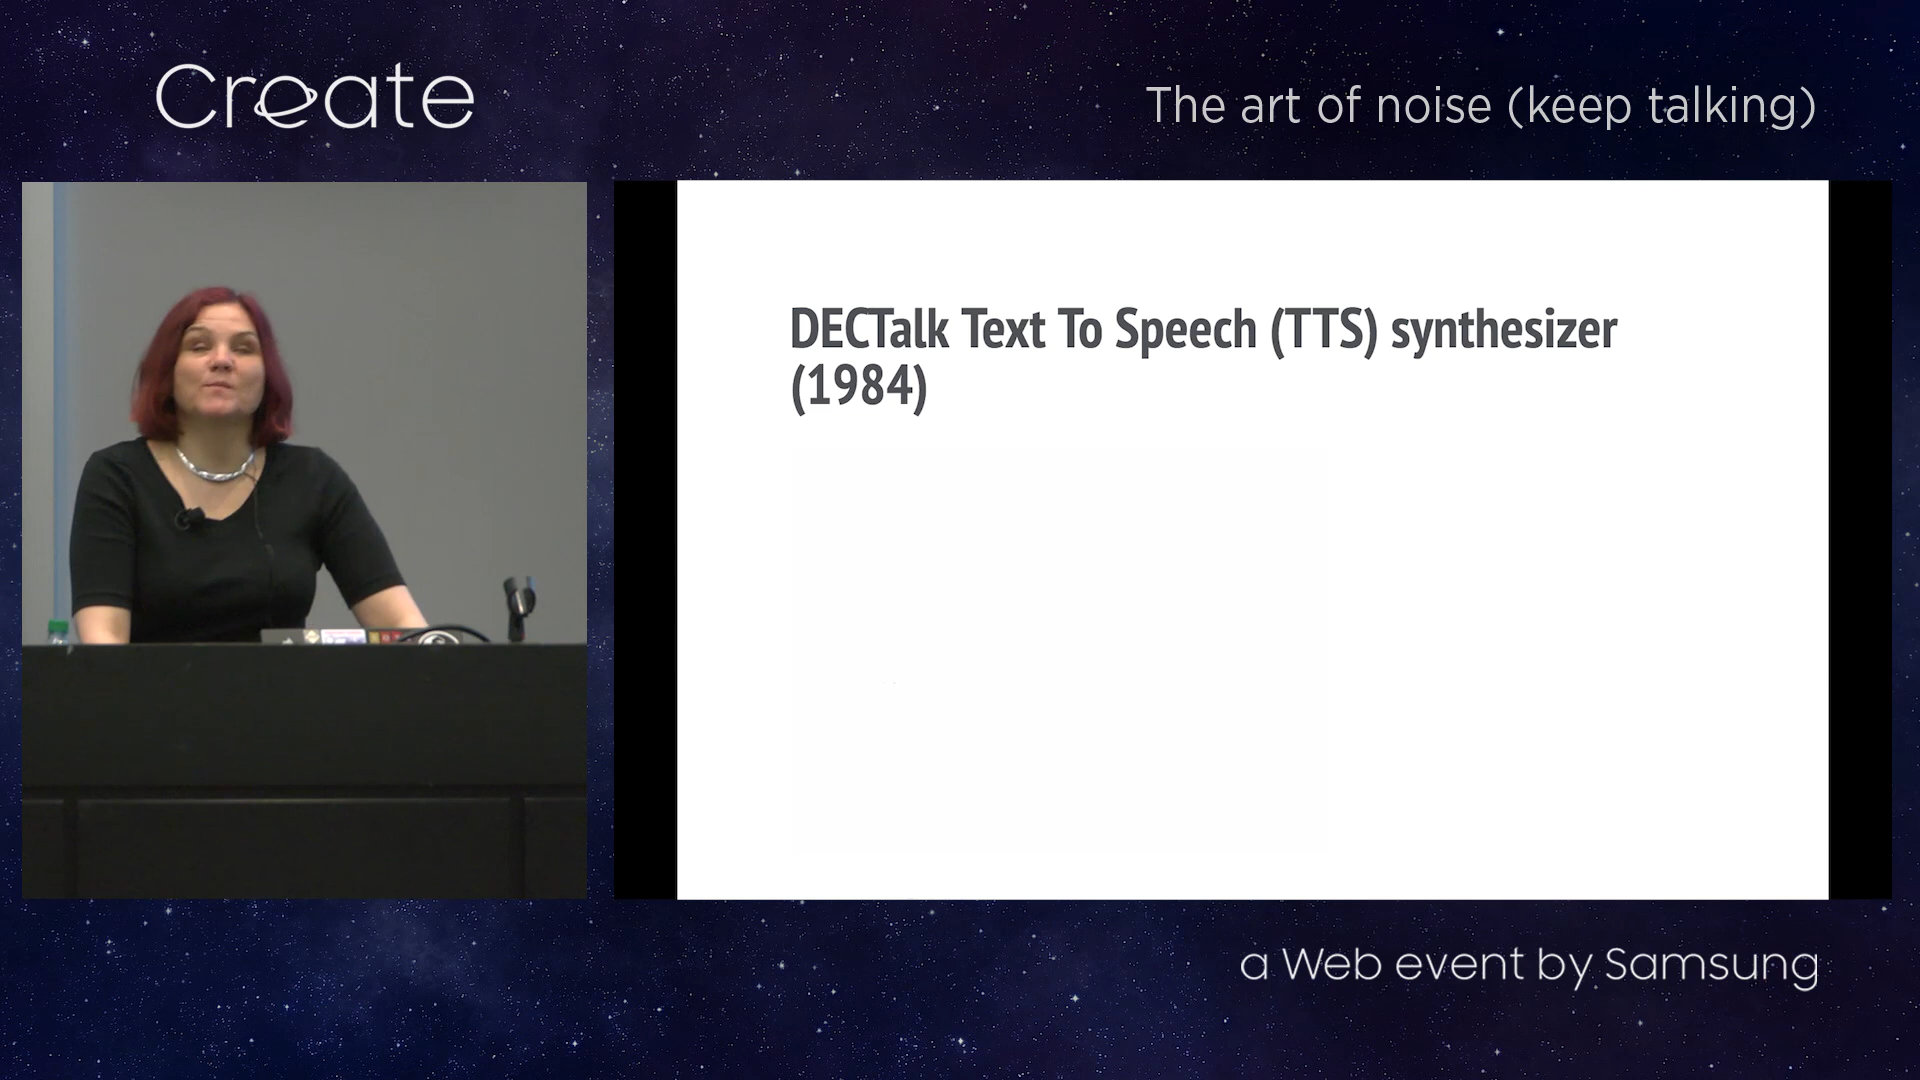 Create
The art of noise (keep talking)
DECTalk Text To Speech (TTS) synthesizer
(1984)
a Web event by Samsung